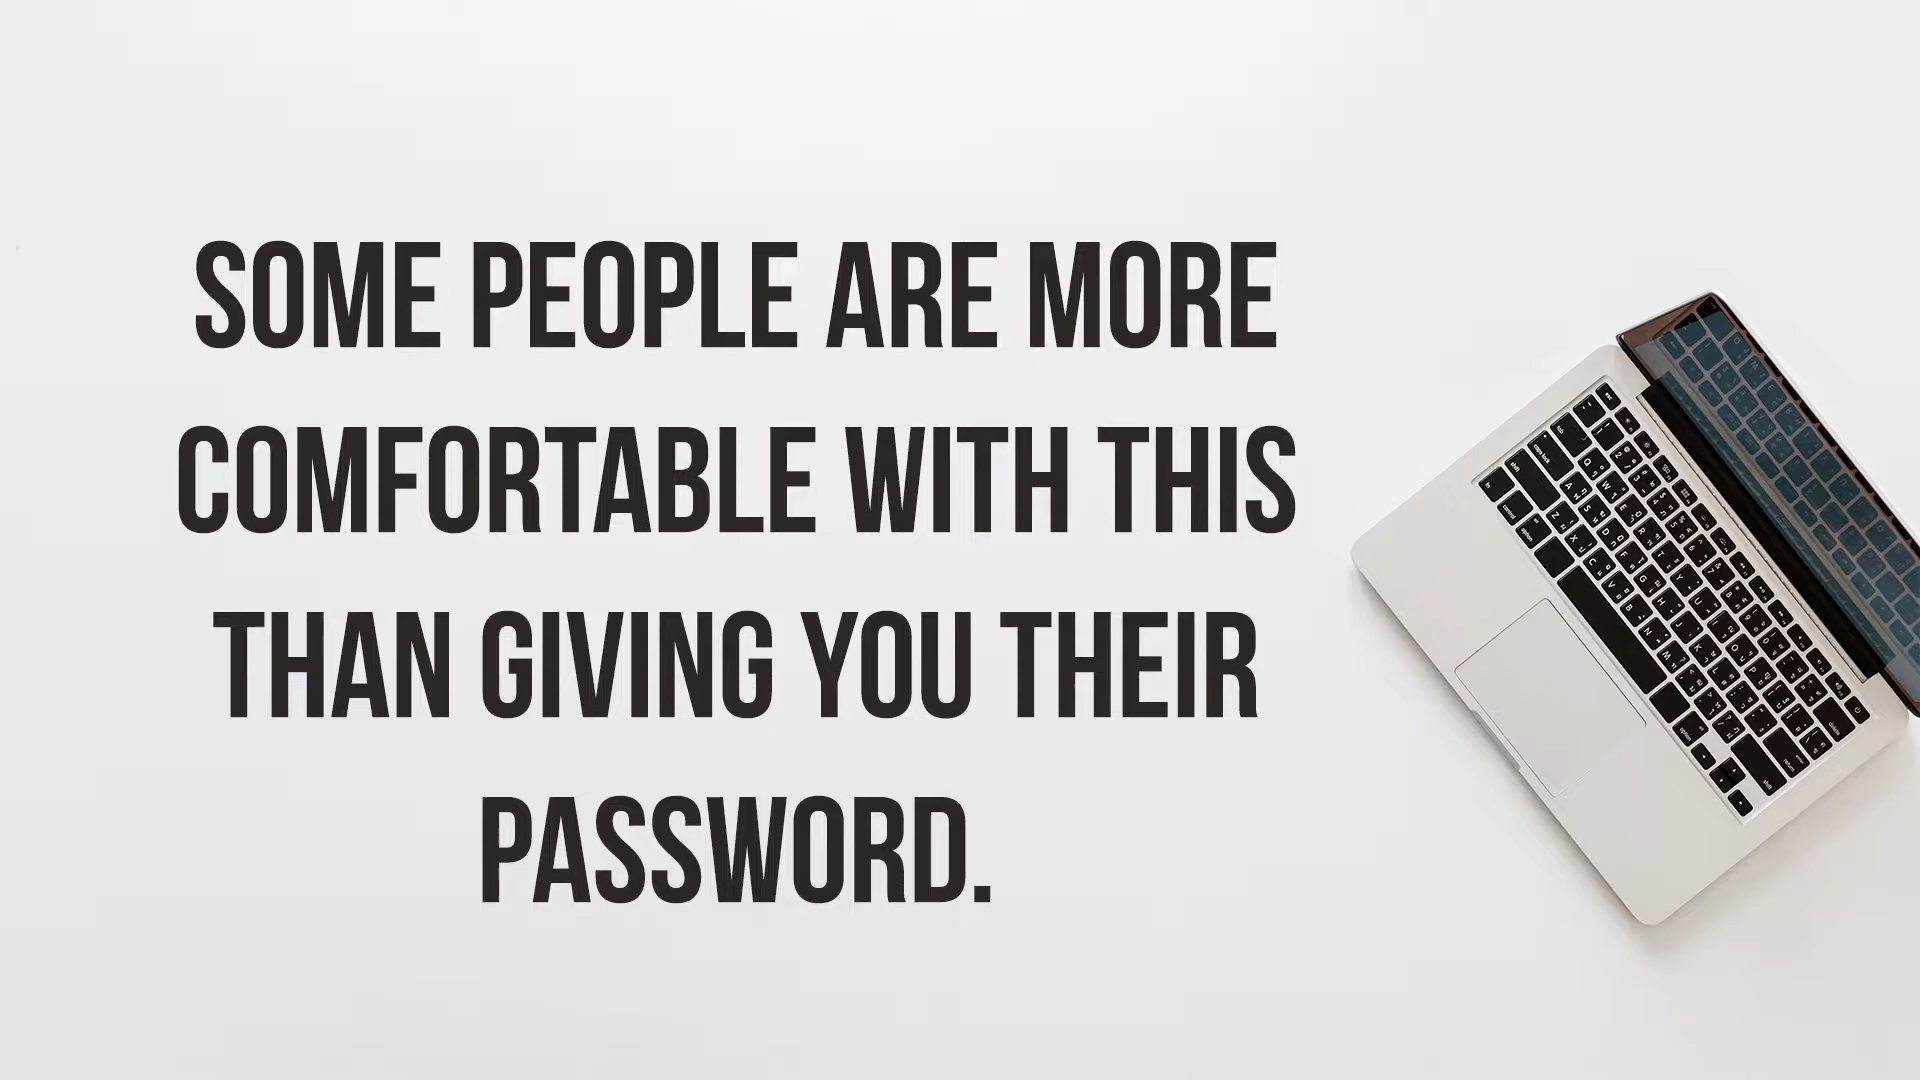 SOME PEOPLE ARE MORE
COMFORTABLE WITH THIS
THAN GIVING YOU THEIR
PASSWORD.